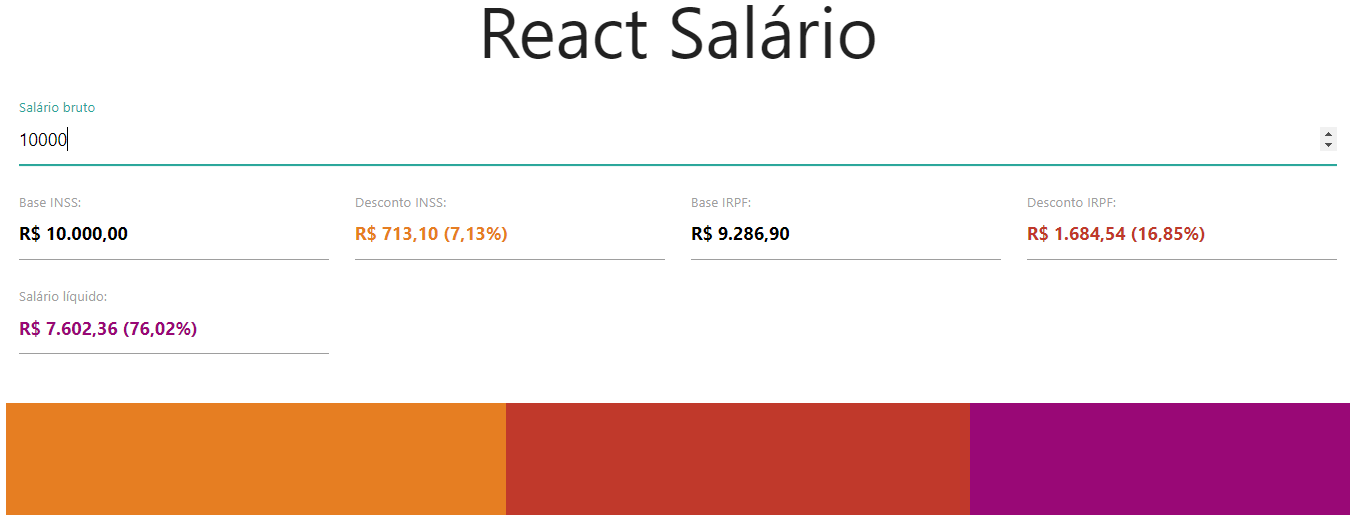 React Salário
Salário bruto
10000
Base INSS:
Desconto INSS:
Base IRPF:
Desconto IRPF:
R$ 10.000,00
R$ 713,10 (7,13%)
R$ 9.286,90
R$ 1.684,54 (16,85%)
Salário líquido:
R$ 7.602,36 (76,02%)